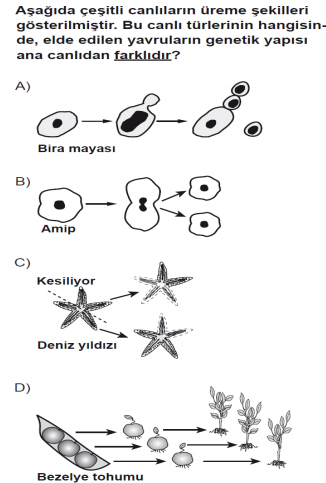 Aşağıda çeşitli canlıların üreme şekilleri
gösterilmiştir. Bu canlı türlerinin hangisin-
de, elde edilen yavruların genetik yapısı
ana canlıdan farklıdır?
A)
Bira mayası
B)
Amip
C)
Kesiliyor
Deniz yıldızı
D)
Bezelye tohumu